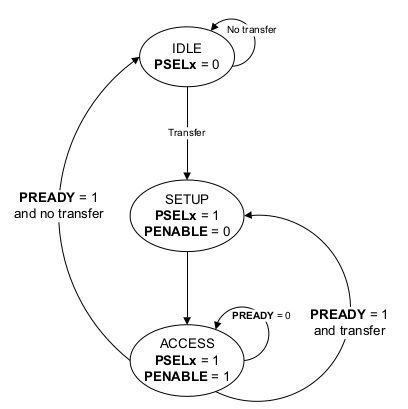 No transfer
IDLE
PSELx = 0
Transfer
SETUP
PSELx = 1
PENABLE = 0
PREADY = 1
and no transfer
PREADY = 0
PREADY = 1
and transfer
ACCESS
PSELx = 1
PENABLE = 1